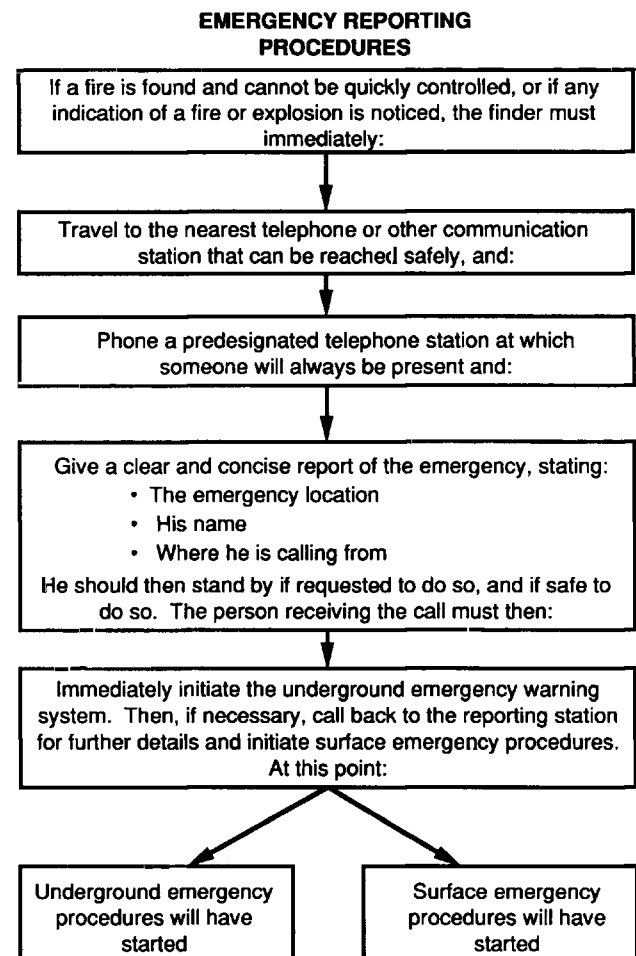 EMERGENCY REPORTING
PROCEDURES
If a fire is found and cannot be quickly controlled, or if any
indication of a fire or explosion is noticed, the finder must
immediately:
Travel to the nearest telephone or other communication
station that can be reached safely, and:
Phone a predesignated telephone station at which
someone will always be present and:
Give a clear and concise report of the emergency, stating:
• The emergency location
• His name
• Where he is calling from
He should then stand by if requested to do so, and if safe to
do so. The person receiving the call must then:
Immediately initiate the underground emergency warning
system. Then, if necessary, call back to the reporting station
for further details and initiate surface emergency procedures.
At this point:
Underground emergency
procedures will have
started
Surface emergency
procedures will have
started